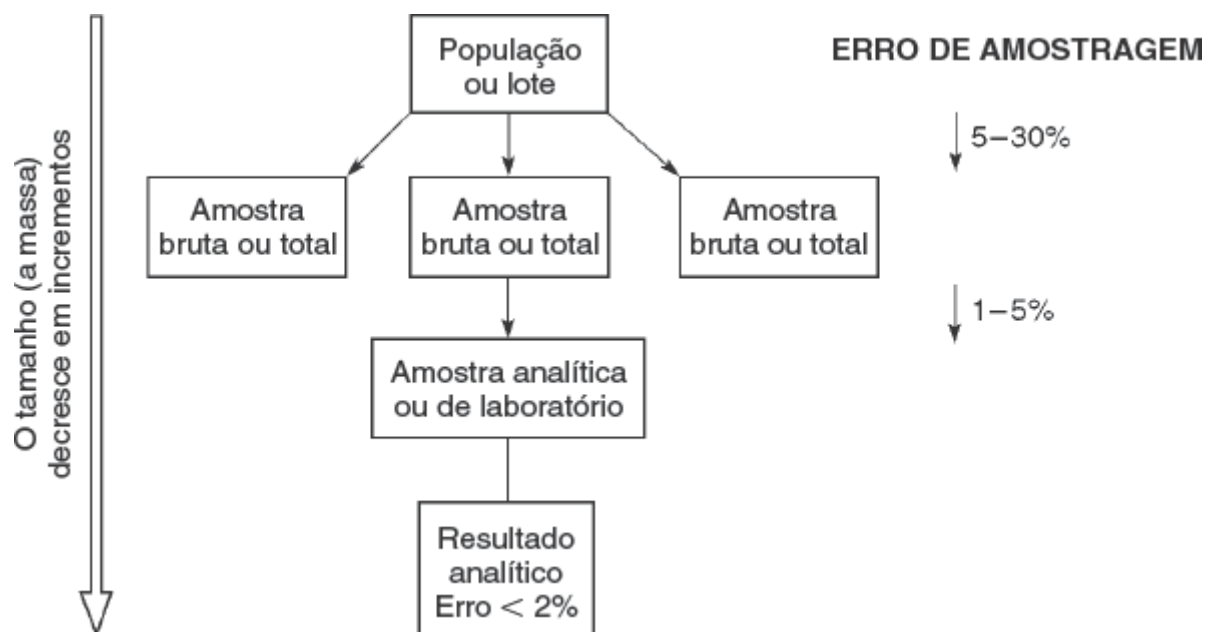 População
ou lote
ERRO DE AMOSTRAGEM
5–30%
Amostra
bruta ou total
Amostra
bruta ou total
Amostra
bruta ou total
1–5%
O tamanho (a massa)
decresce em incrementos
Amostra analítica
ou de laboratório
Resultado
analítico
Erro < 2%